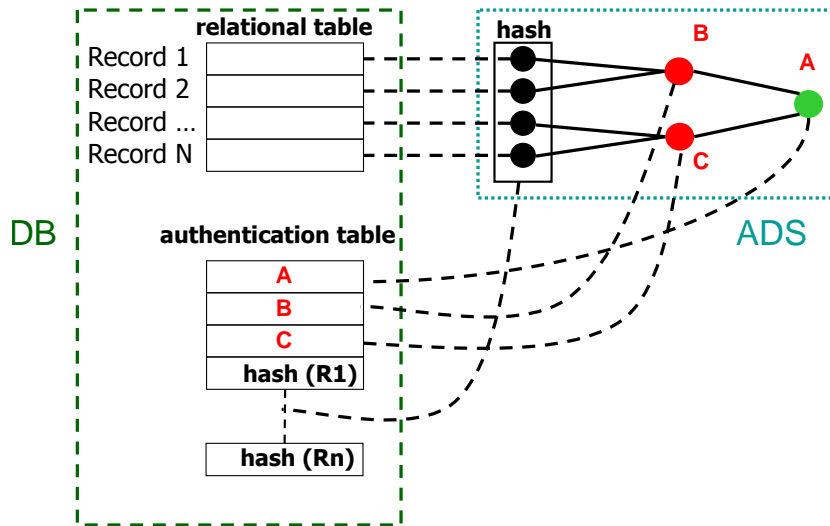 relational table
hash
B
A
Record 1
Record 2
Record ...
Record N
C
DB
authentication table
ADS
A
B
C
hash (R1)
hash (Rn)